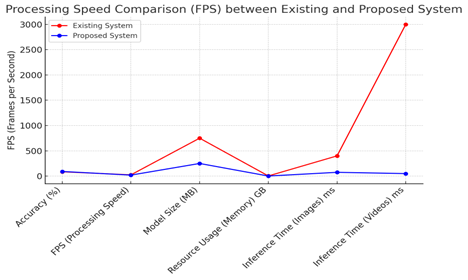 Processing Speed Comparison (FPS) between Existing and Proposed System
Existing System
Proposed System
FPS (Frames per Second)
3000
2500
2000
1500
1000
500
0
Accuracy (%)
FPS (Processing Speed)
Model Size (MB)
Resource Usage (Memory) GB
Inference Time (Images) ms
Inference Time (Videos) ms